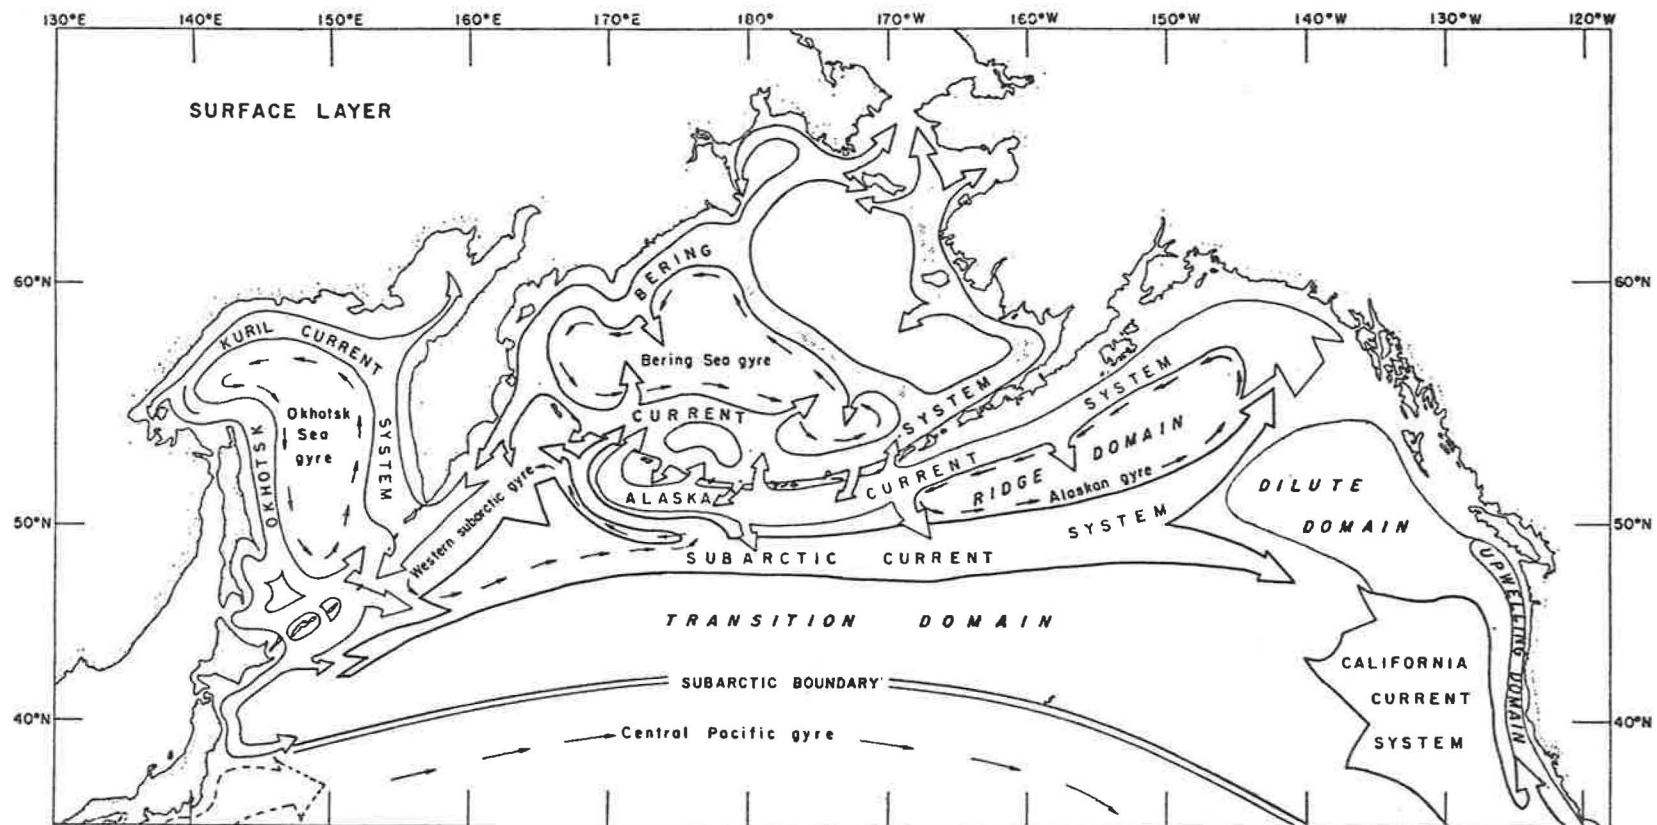 130°E 140°E 150°E 160°E 170°E 180° 170°W 160°W 150°W 140°W 130°W 120°W
SURFACE LAYER
60°N
60°N
50°N
50°N
40°N
40°N
KURIL CURRENT
SYSTEM
OKHOTSK
Okhotsk
Sea
gyre
BERING
Bering Sea gyre
CURRENT
SYSTEM
Western subarctic gyre
ALASKA
CURRENT
SYSTEM
RIDGE DOMAIN
Alaskan gyre
SUBARCTIC CURRENT
SYSTEM
DILUTE
DOMAIN
UPWELLING DOMAIN
TRANSITION DOMAIN
SUBARCTIC BOUNDARY
CALIFORNIA
CURRENT
SYSTEM
Central Pacific gyre